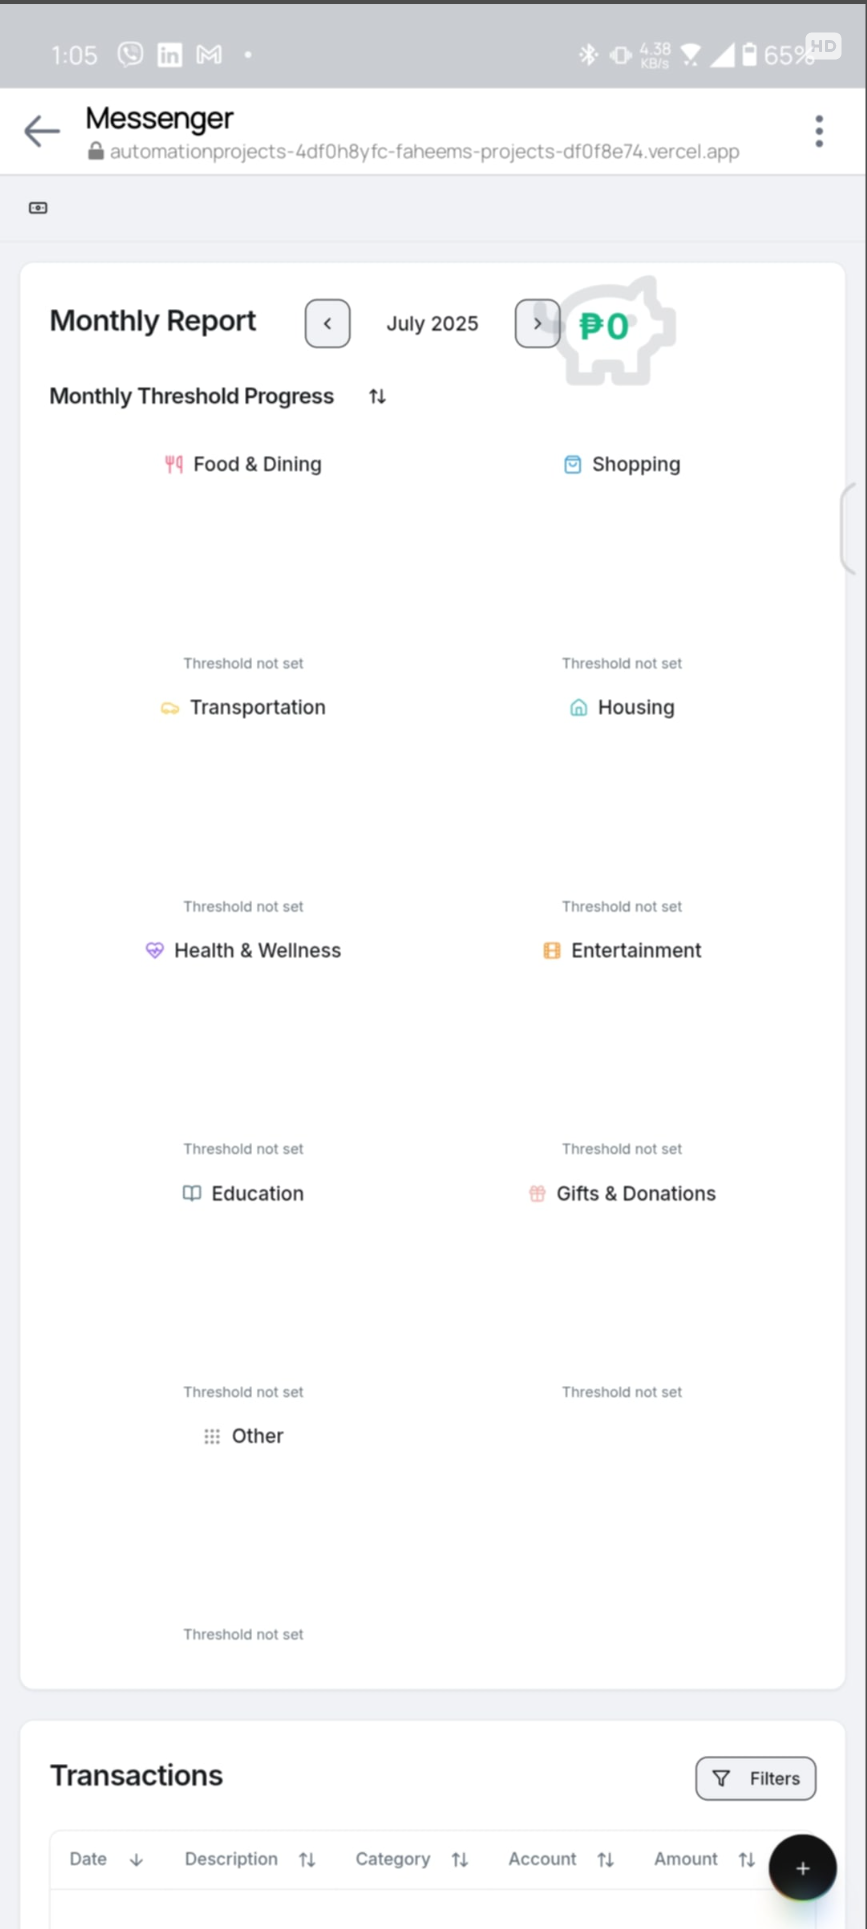 1:05
4.38
KB/s
65%
HD
Messenger
automationprojects-4df0h8yfc-faheems-projects-df0f8e74.vercel.app
Monthly Report
July 2025
₱0
Monthly Threshold Progress
Food & Dining
Shopping
Threshold not set
Threshold not set
Transportation
Housing
Threshold not set
Threshold not set
Health & Wellness
Entertainment
Threshold not set
Threshold not set
Education
Gifts & Donations
Threshold not set
Threshold not set
Other
Threshold not set
Transactions
Filters
Date
Description
Category
Account
Amount